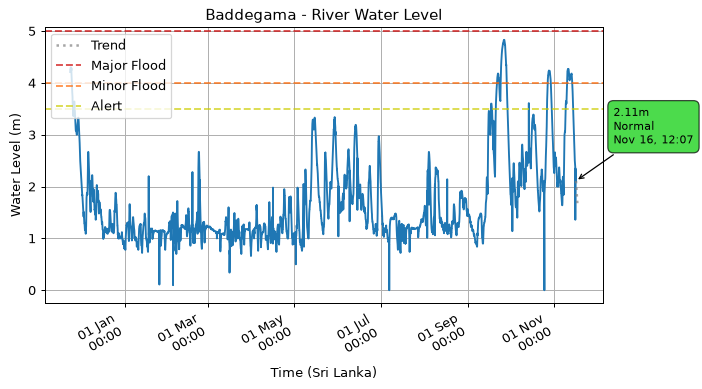 Baddegama - River Water Level
Water Level (m)
5
4
3
2
1
0
Trend
Major Flood
Minor Flood
Alert
2.11m
Normal
Nov 16, 12:07
01 Jan
00:00
01 Mar
00:00
01 May
00:00
01 Jul
00:00
01 Sep
00:00
01 Nov
00:00
Time (Sri Lanka)